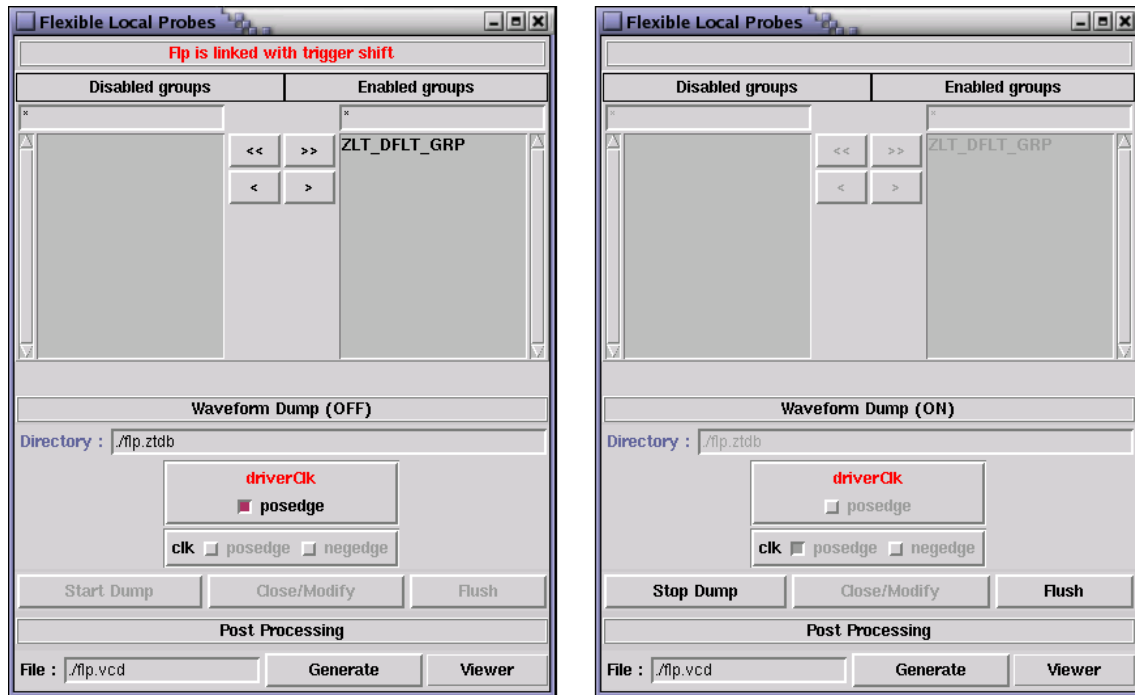 Flexible Local Probes
Flp is linked with trigger shift
Disabled groups Enabled groups
* *
<< >> ZLT_DFLT_GRP
< >
Waveform Dump (OFF)
Directory : ./flp.ztdb
driverClk
posedge
clk posedge negedge
Start Dump Close/Modify Flush
Post Processing
File : ./flp.vcd Generate Viewer
Flexible Local Probes
Disabled groups Enabled groups
* *
<< >> ZLT_DFLT_GRP
< >
Waveform Dump (ON)
Directory : ./flp.ztdb
driverClk
posedge
clk posedge negedge
Stop Dump Close/Modify Flush
Post Processing
File : ./flp.vcd Generate Viewer